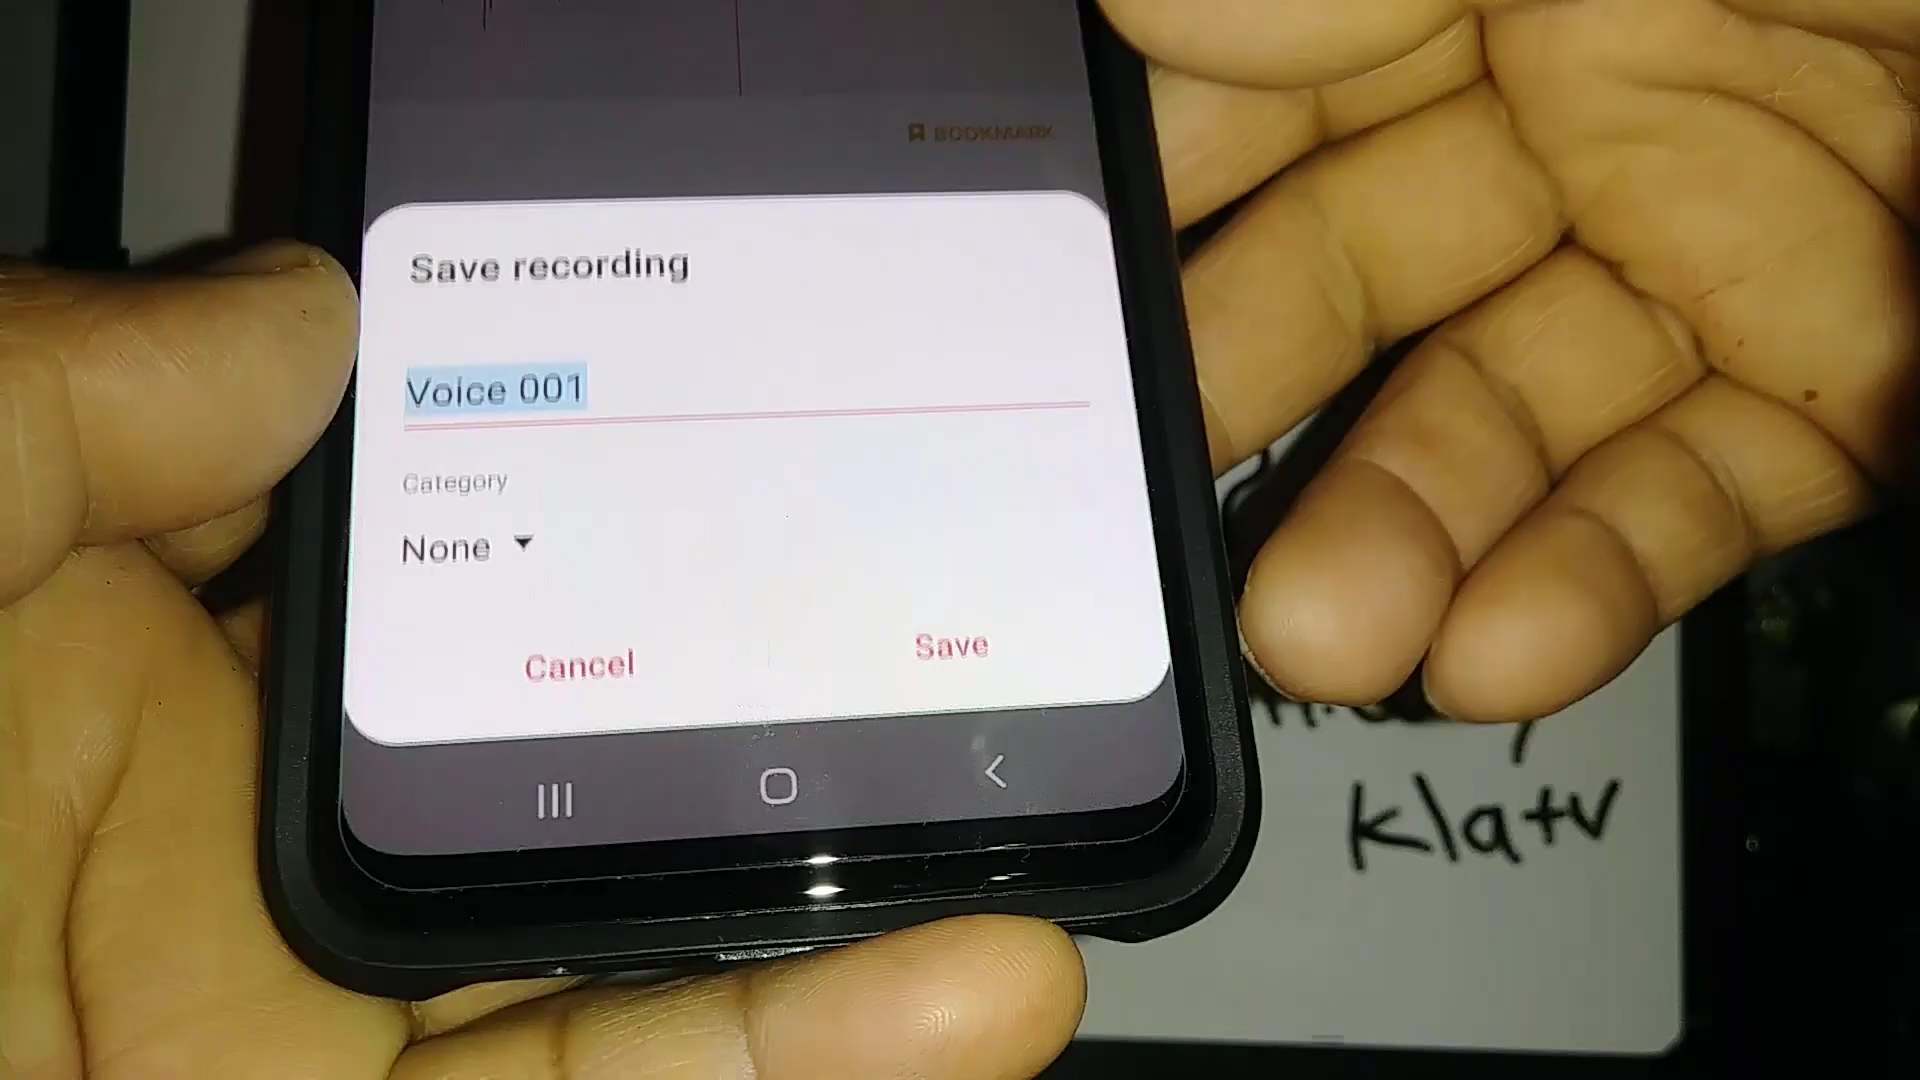 BOOKMARK
Save recording
Voice 001
Category
None
Cancel
Save
klatv